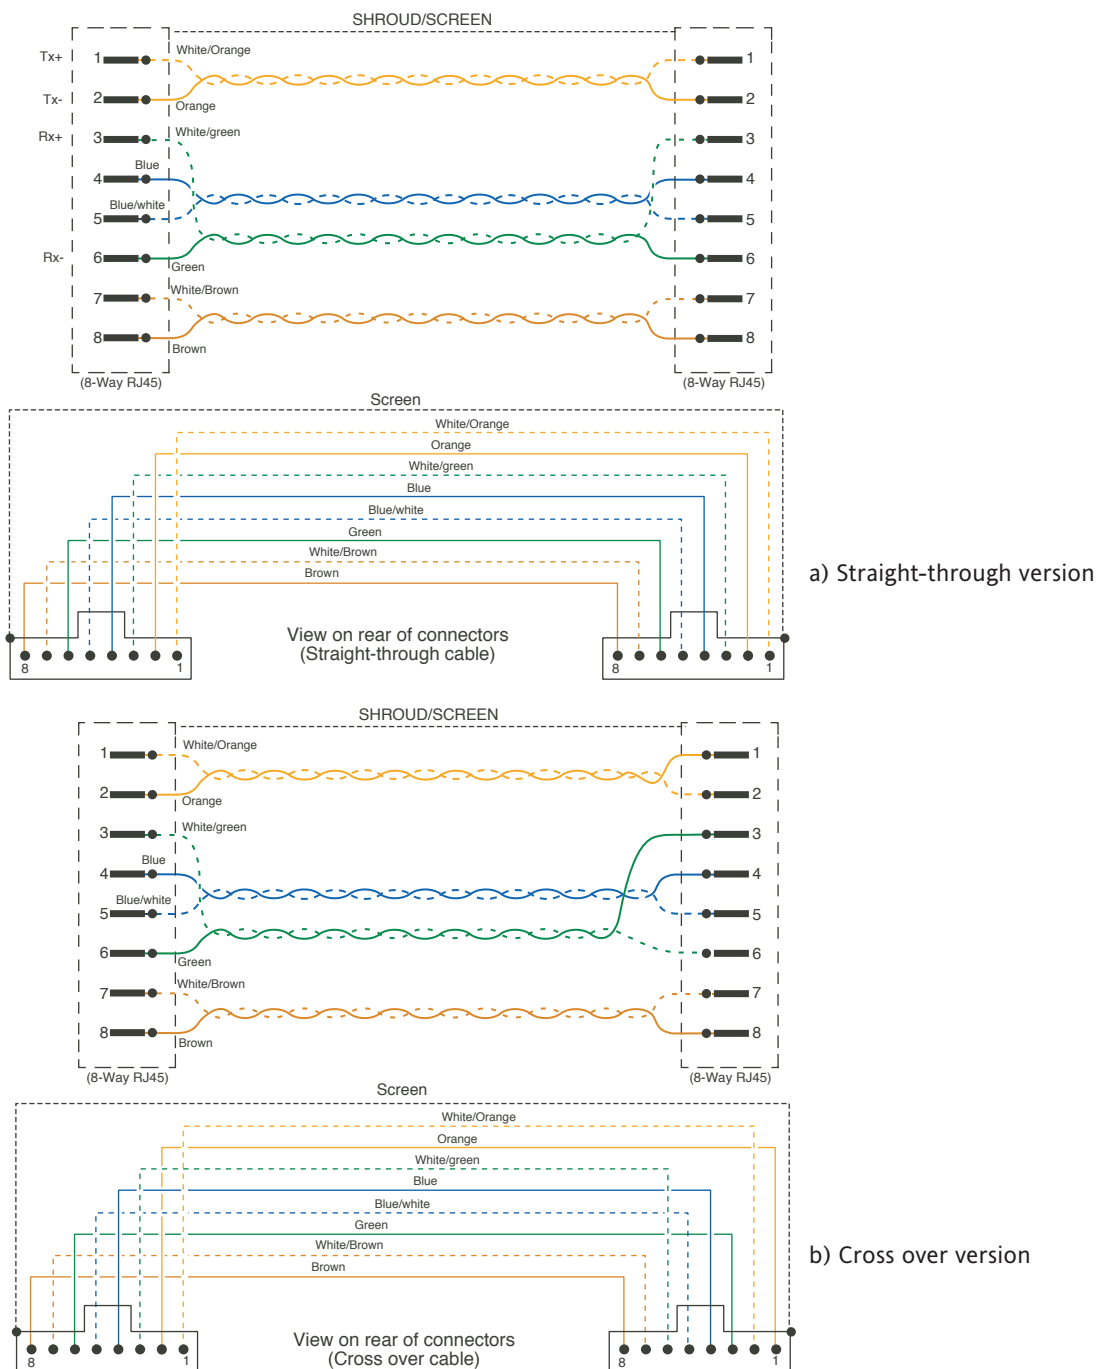 SHROUD/SCREEN
Tx+ 1 White/Orange 1
Tx- 2 Orange 2
Rx+ 3 White/green 3
4 Blue 4
5 Blue/white 5
Rx- 6 Green 6
7 White/Brown 7
8 Brown 8
(8-Way RJ45) (8-Way RJ45)
Screen
White/Orange
Orange
White/green
Blue
Blue/white
Green
White/Brown
Brown
a) Straight-through version
View on rear of connectors
(Straight-through cable)
8 1 8 1
SHROUD/SCREEN
1 White/Orange 1
2 Orange 2
3 White/green 3
4 Blue 4
5 Blue/white 5
6 Green 6
7 White/Brown 7
8 Brown 8
(8-Way RJ45) (8-Way RJ45)
Screen
White/Orange
Orange
White/green
Blue
Blue/white
Green
White/Brown
Brown
b) Cross over version
View on rear of connectors
(Cross over cable)
8 1 8 1